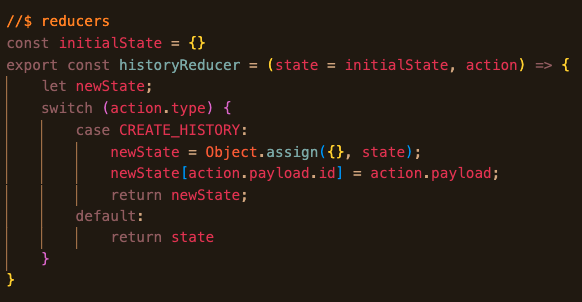 //$ reducers
const initialState = {}
export const historyReducer = (state = initialState, action) => {
    let newState;
    switch (action.type) {
        case CREATE_HISTORY:
            newState = Object.assign({}, state);
            newState[action.payload.id] = action.payload;
            return newState;
        default:
            return state
    }
}